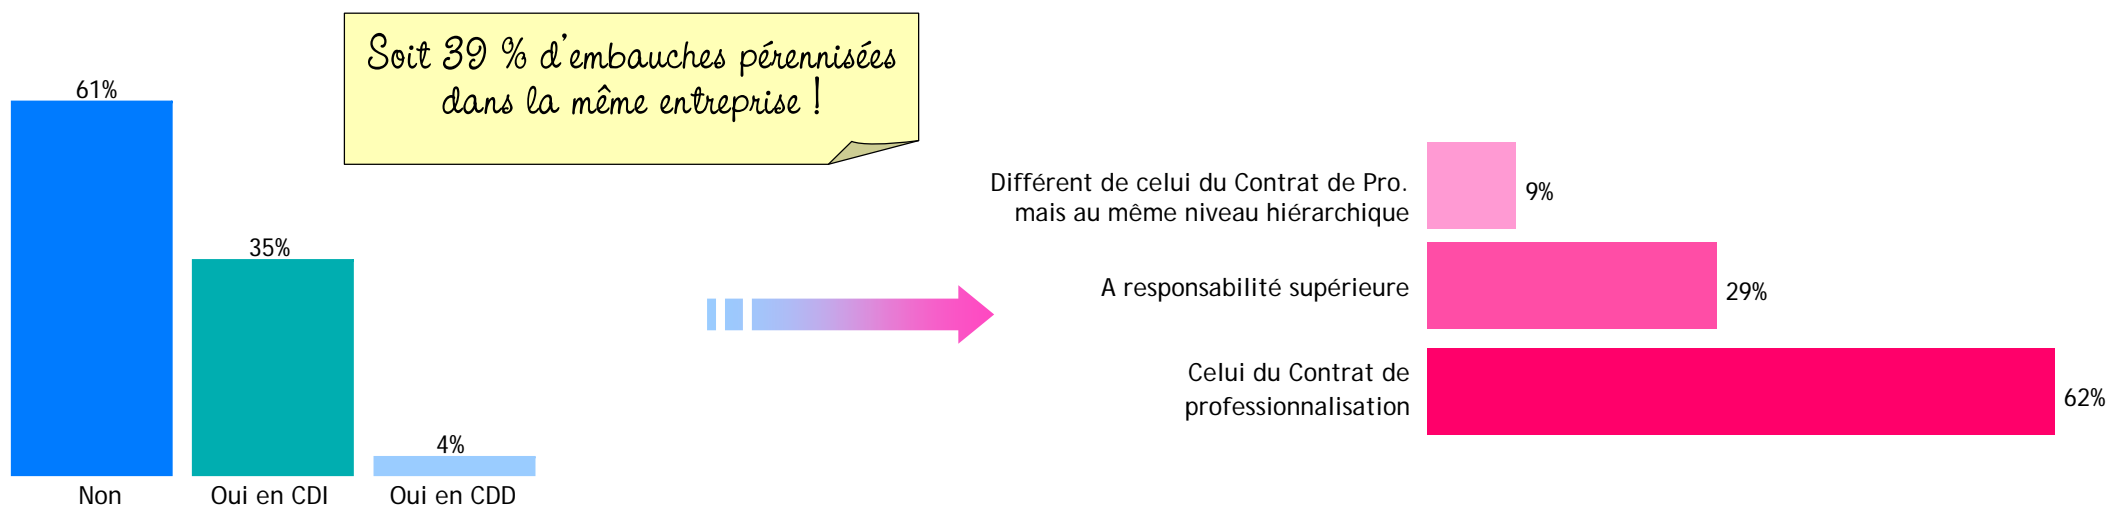 Soit 39 % d'embauches pérennisées
dans la même entreprise !
61%
35%
4%
Non
Oui en CDI
Oui en CDD
Différent de celui du Contrat de Pro.
mais au même niveau hiérarchique
9%
A responsabilité supérieure
29%
Celui du Contrat de
professionnalisation
62%